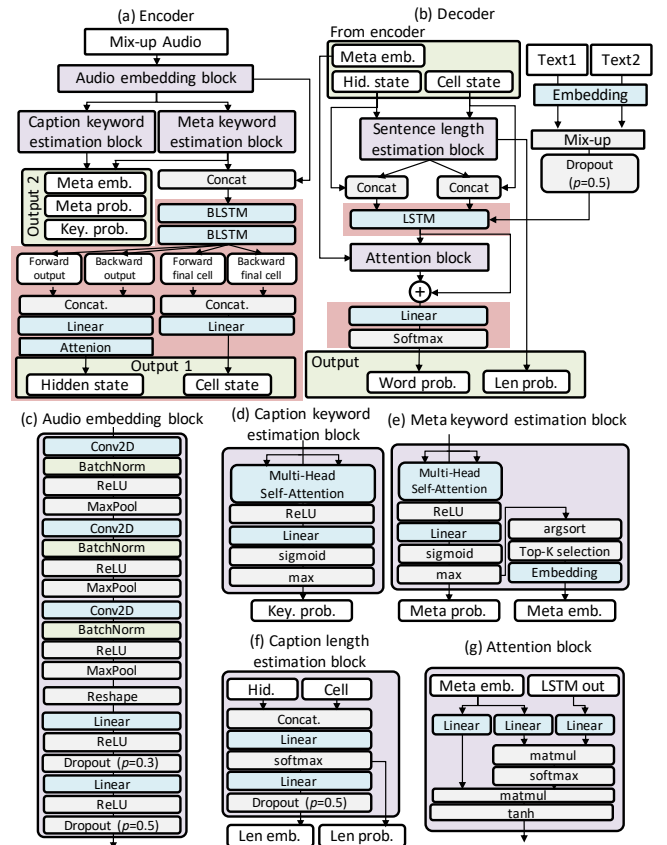 (a) Encoder
Mix-up Audio
Audio embedding block
Caption keyword
estimation block
Meta keyword
estimation block
Output 2
Meta emb.
Meta prob.
Key. prob.
Concat
BLSTM
BLSTM
Forward
output
Backward
output
Forward
final cell
Backward
final cell
Concat.
Concat.
Linear
Linear
Attenion
Output 1
Hidden state
Cell state
(b) Decoder
From encoder
Meta emb.
Hid. state
Cell state
Text1
Text2
Embedding
Mix-up
Dropout
(p=0.5)
Sentence length
estimation block
Concat
Concat
LSTM
Attention block
+
Linear
Softmax
Output
Word prob.
Len prob.
(c) Audio embedding block
Conv2D
BatchNorm
ReLU
MaxPool
Conv2D
BatchNorm
ReLU
MaxPool
Conv2D
BatchNorm
ReLU
MaxPool
Reshape
Linear
ReLU
Dropout (p=0.3)
Linear
ReLU
Dropout (p=0.5)
(d) Caption keyword
estimation block
Multi-Head
Self-Attention
ReLU
Linear
sigmoid
max
Key. prob.
(e) Meta keyword estimation block
Multi-Head
Self-Attention
ReLU
Linear
sigmoid
max
argsort
Top-K selection
Embedding
Meta prob.
Meta emb.
(f) Caption length
estimation block
Hid.
Cell
Concat.
Linear
softmax
Linear
Dropout (p=0.5)
Len emb.
Len prob.
(g) Attention block
Meta emb.
LSTM out
Linear
Linear
Linear
matmul
softmax
matmul
tanh